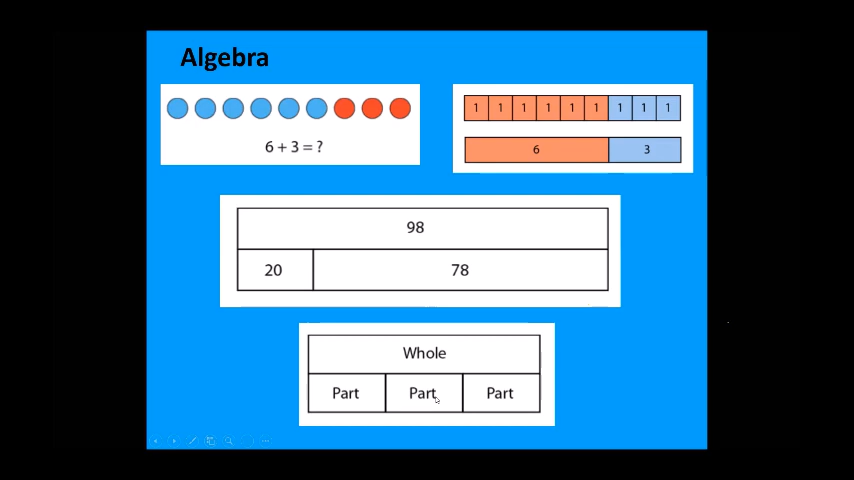 Algebra
6 + 3 = ?
1 1 1 1 1 1 1 1 1
6 3
98
20 78
Whole
Part Part Part